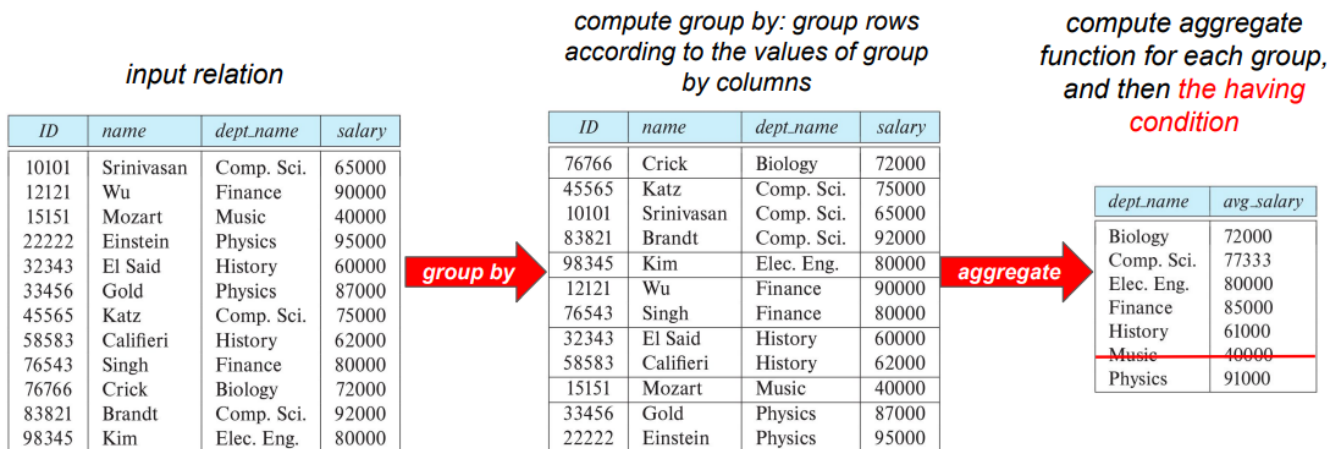 input relation
ID name dept_name salary
10101 Srinivasan Comp. Sci. 65000
12121 Wu Finance 90000
15151 Mozart Music 40000
22222 Einstein Physics 95000
32343 El Said History 60000
33456 Gold Physics 87000
45565 Katz Comp. Sci. 75000
58583 Califieri History 62000
76543 Singh Finance 80000
76766 Crick Biology 72000
83821 Brandt Comp. Sci. 92000
98345 Kim Elec. Eng. 80000
group by
compute group by: group rows
according to the values of group
by columns
ID name dept_name salary
76766 Crick Biology 72000
45565 Katz Comp. Sci. 75000
10101 Srinivasan Comp. Sci. 65000
83821 Brandt Comp. Sci. 92000
98345 Kim Elec. Eng. 80000
12121 Wu Finance 90000
76543 Singh Finance 80000
32343 El Said History 60000
58583 Califieri History 62000
15151 Mozart Music 40000
33456 Gold Physics 87000
22222 Einstein Physics 95000
aggregate
compute aggregate
function for each group,
and then the having
condition
dept_name avg_salary
Biology 72000
Comp. Sci. 77333
Elec. Eng. 80000
Finance 85000
History 61000
Music 40000
Physics 91000